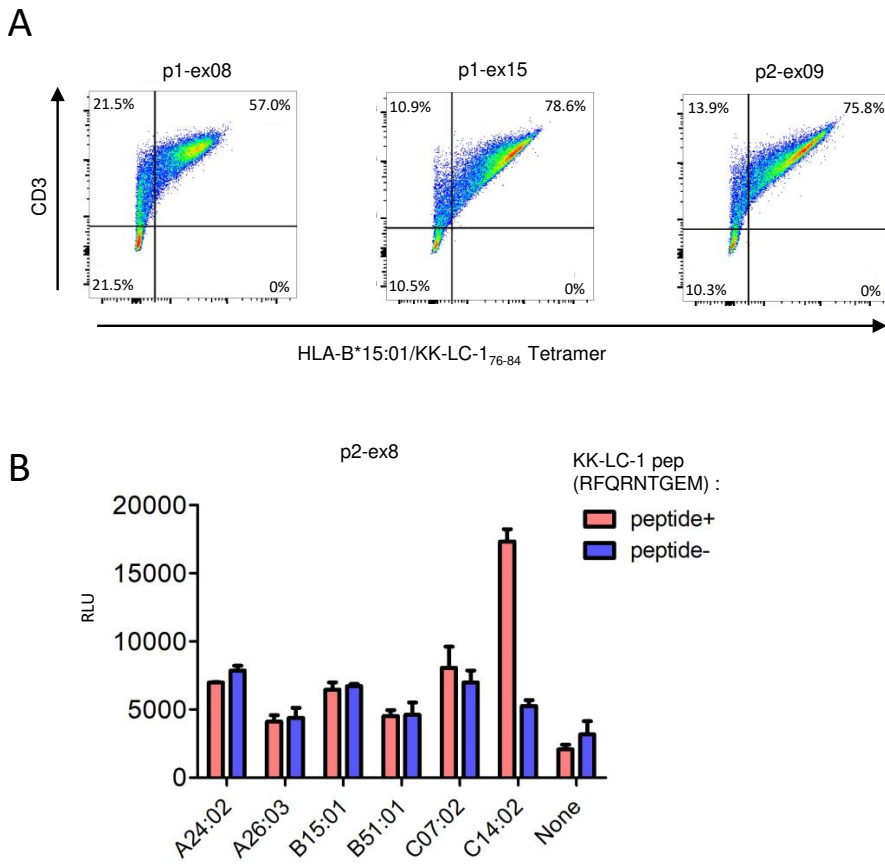 A
p1-ex08
p1-ex15
p2-ex09
21.5% 57.0%
10.9% 78.6%
13.9% 75.8%
CD3
21.5% 0%
10.5% 0%
10.3% 0%
HLA-B*15:01/KK-LC-1₇₆₋₈₄ Tetramer
B
p2-ex8
KK-LC-1 pep
(RFQRNTGEM) :
peptide+
peptide-
RLU
20000
15000
10000
5000
0
A24:02
A26:03
B15:01
B51:01
C07:02
C14:02
None